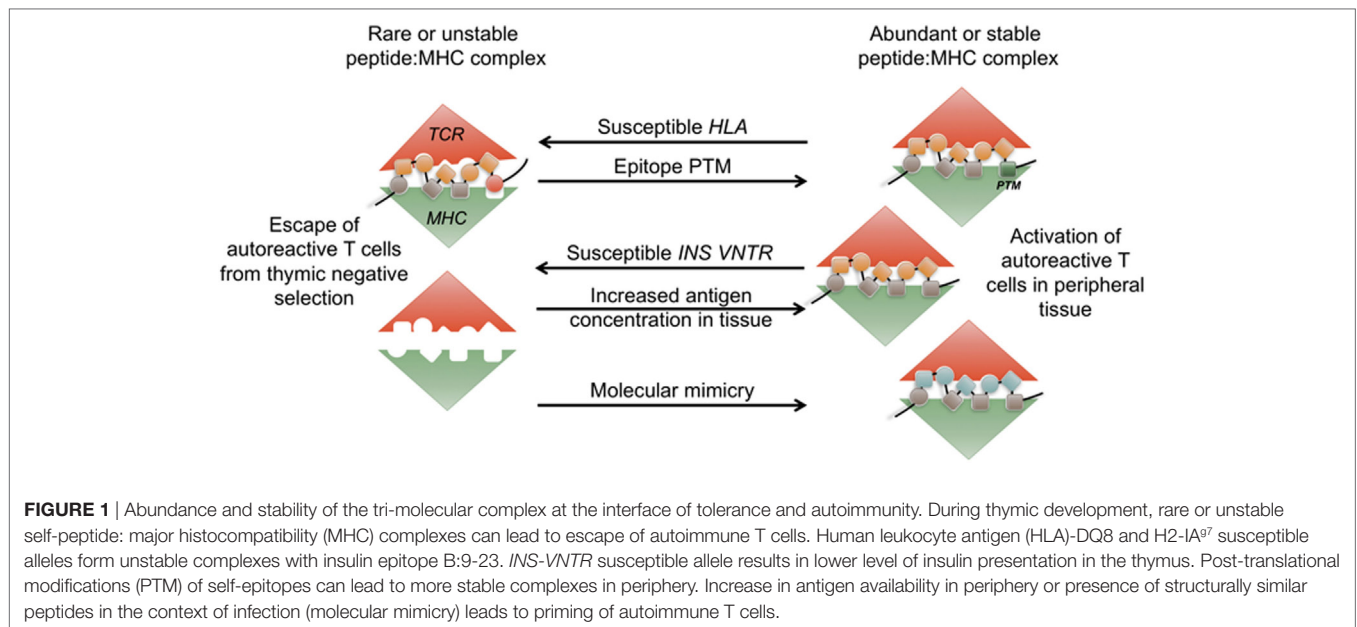 Rare or unstable
peptide:MHC complex
Abundant or stable
peptide:MHC complex
TCR
MHC
Susceptible HLA
Epitope PTM
PTM
Escape of
autoreactive T cells
from thymic negative
selection
Susceptible INS VNTR
Increased antigen
concentration in tissue
Activation of
autoreactive T
cells in peripheral
tissue
Molecular mimicry
FIGURE 1 | Abundance and stability of the tri-molecular complex at the interface of tolerance and autoimmunity. During thymic development, rare or unstable
self-peptide: major histocompatibility (MHC) complexes can lead to escape of autoimmune T cells. Human leukocyte antigen (HLA)-DQ8 and H2-IAg7 susceptible
alleles form unstable complexes with insulin epitope B:9-23. INS-VNTR susceptible allele results in lower level of insulin presentation in the thymus. Post-translational
modifications (PTM) of self-epitopes can lead to more stable complexes in periphery. Increase in antigen availability in periphery or presence of structurally similar
peptides in the context of infection (molecular mimicry) leads to priming of autoimmune T cells.